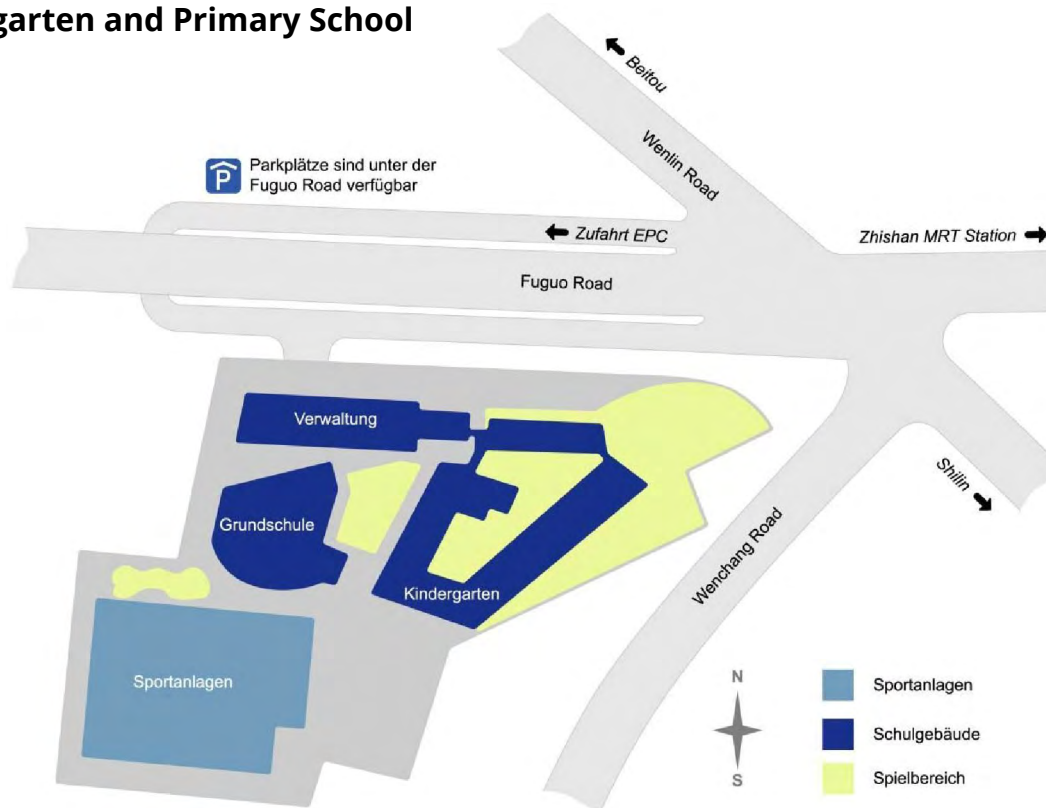 garten and Primary School
Beitou
Wenlin Road
P
Parkplätze sind unter der
Fuguo Road verfügbar
Zufahrt EPC
Zhishan MRT Station
Fuguo Road
Verwaltung
Grundschule
Kindergarten
Shilin
Wenchang Road
Sportanlagen
N
S
Sportanlagen
Schulgebäude
Spielbereich